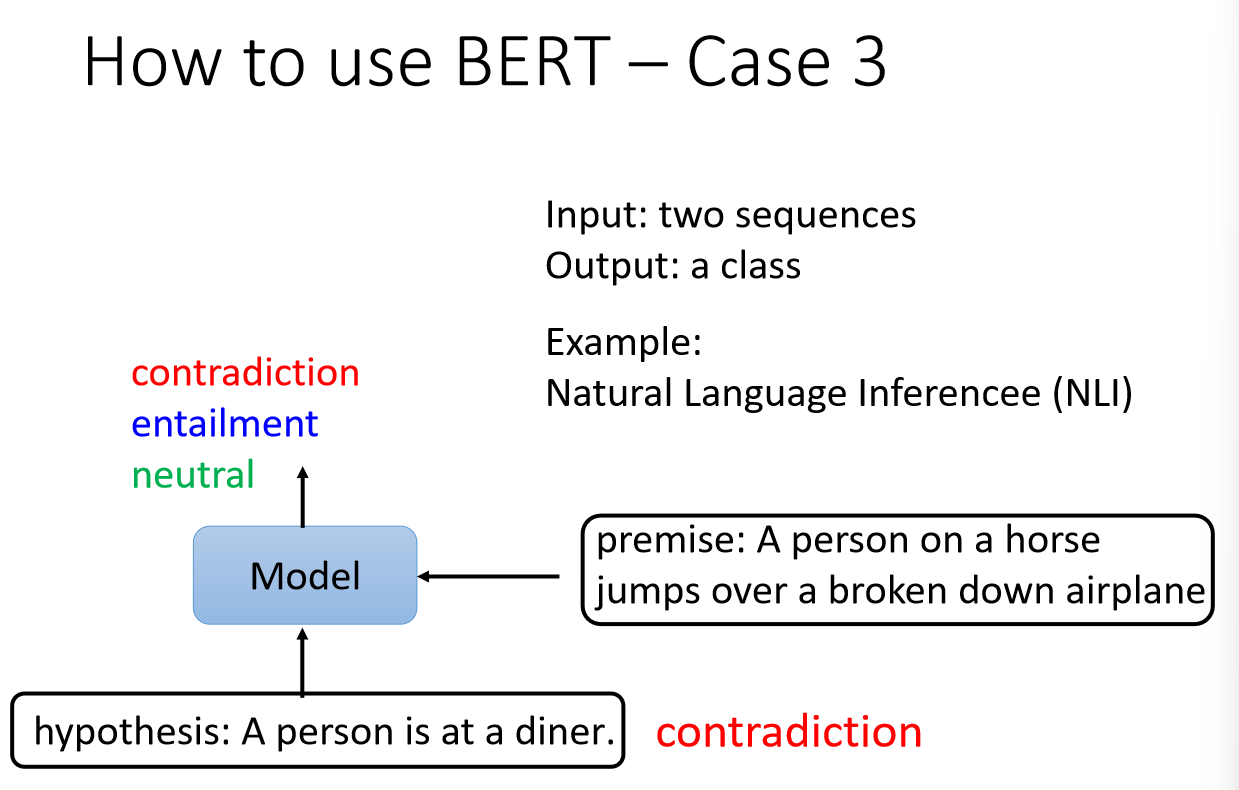 How to use BERT – Case 3
Input: two sequences
Output: a class
Example:
Natural Language Inferencee (NLI)
contradiction
entailment
neutral
Model
premise: A person on a horse
jumps over a broken down airplane
hypothesis: A person is at a diner.
contradiction